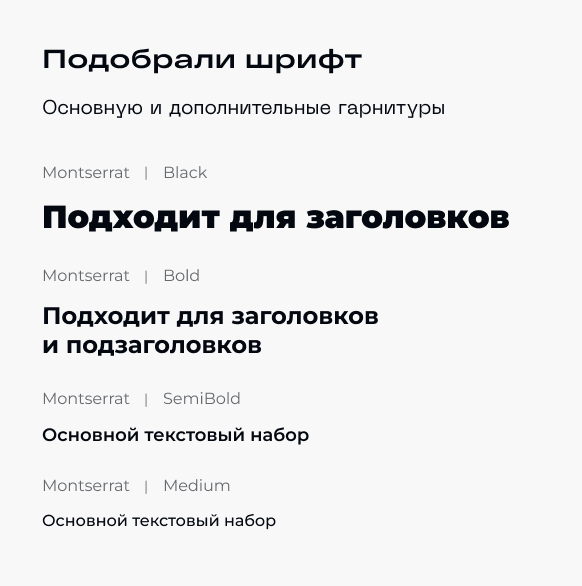 Подобрали шрифт
Основную и дополнительные гарнитуры
Montserrat | Black
Подходит для заголовков
Montserrat | Bold
Подходит для заголовков
и подзаголовков
Montserrat | SemiBold
Основной текстовый набор
Montserrat | Medium
Основной текстовый набор